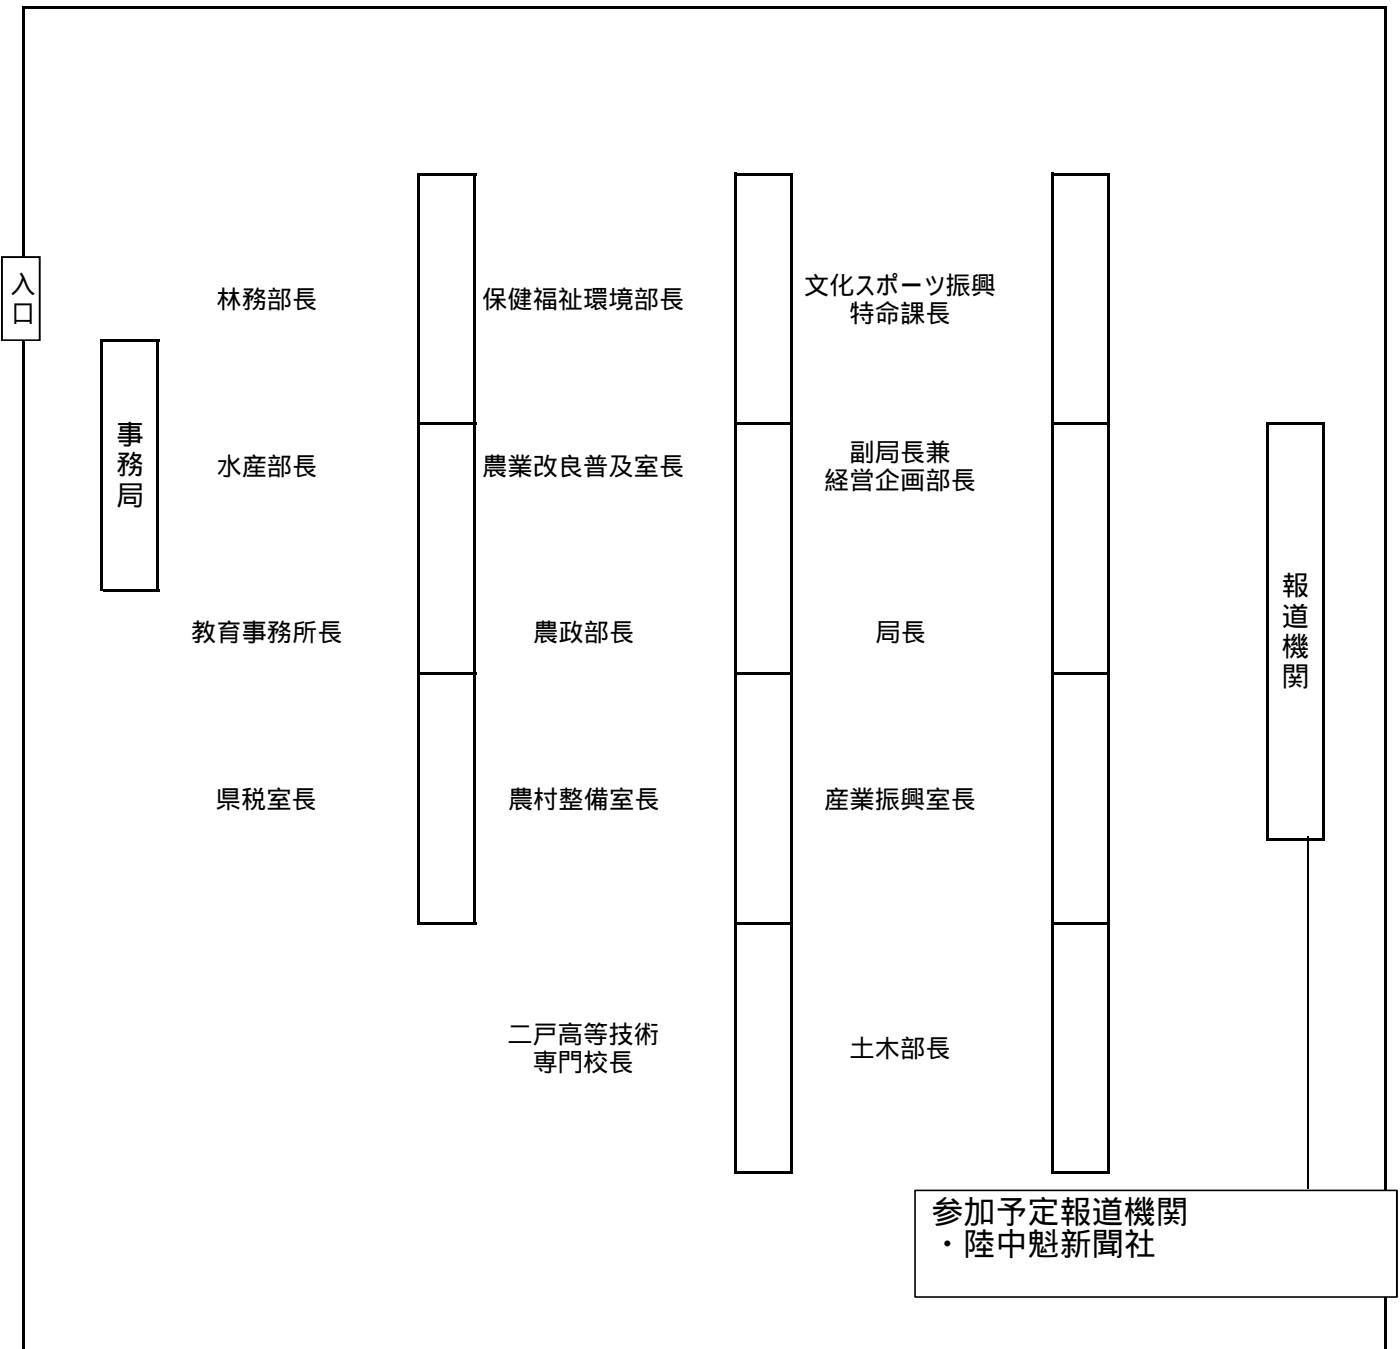 入口
林務部長
保健福祉環境部長
文化スポーツ振興
特命課長
事務局
水産部長
農業改良普及室長
副局長兼
経営企画部長
報道機関
教育事務所長
農政部長
局長
県税室長
農村整備室長
産業振興室長
二戸高等技術
専門校長
土木部長
参加予定報道機関
・陸中魁新聞社